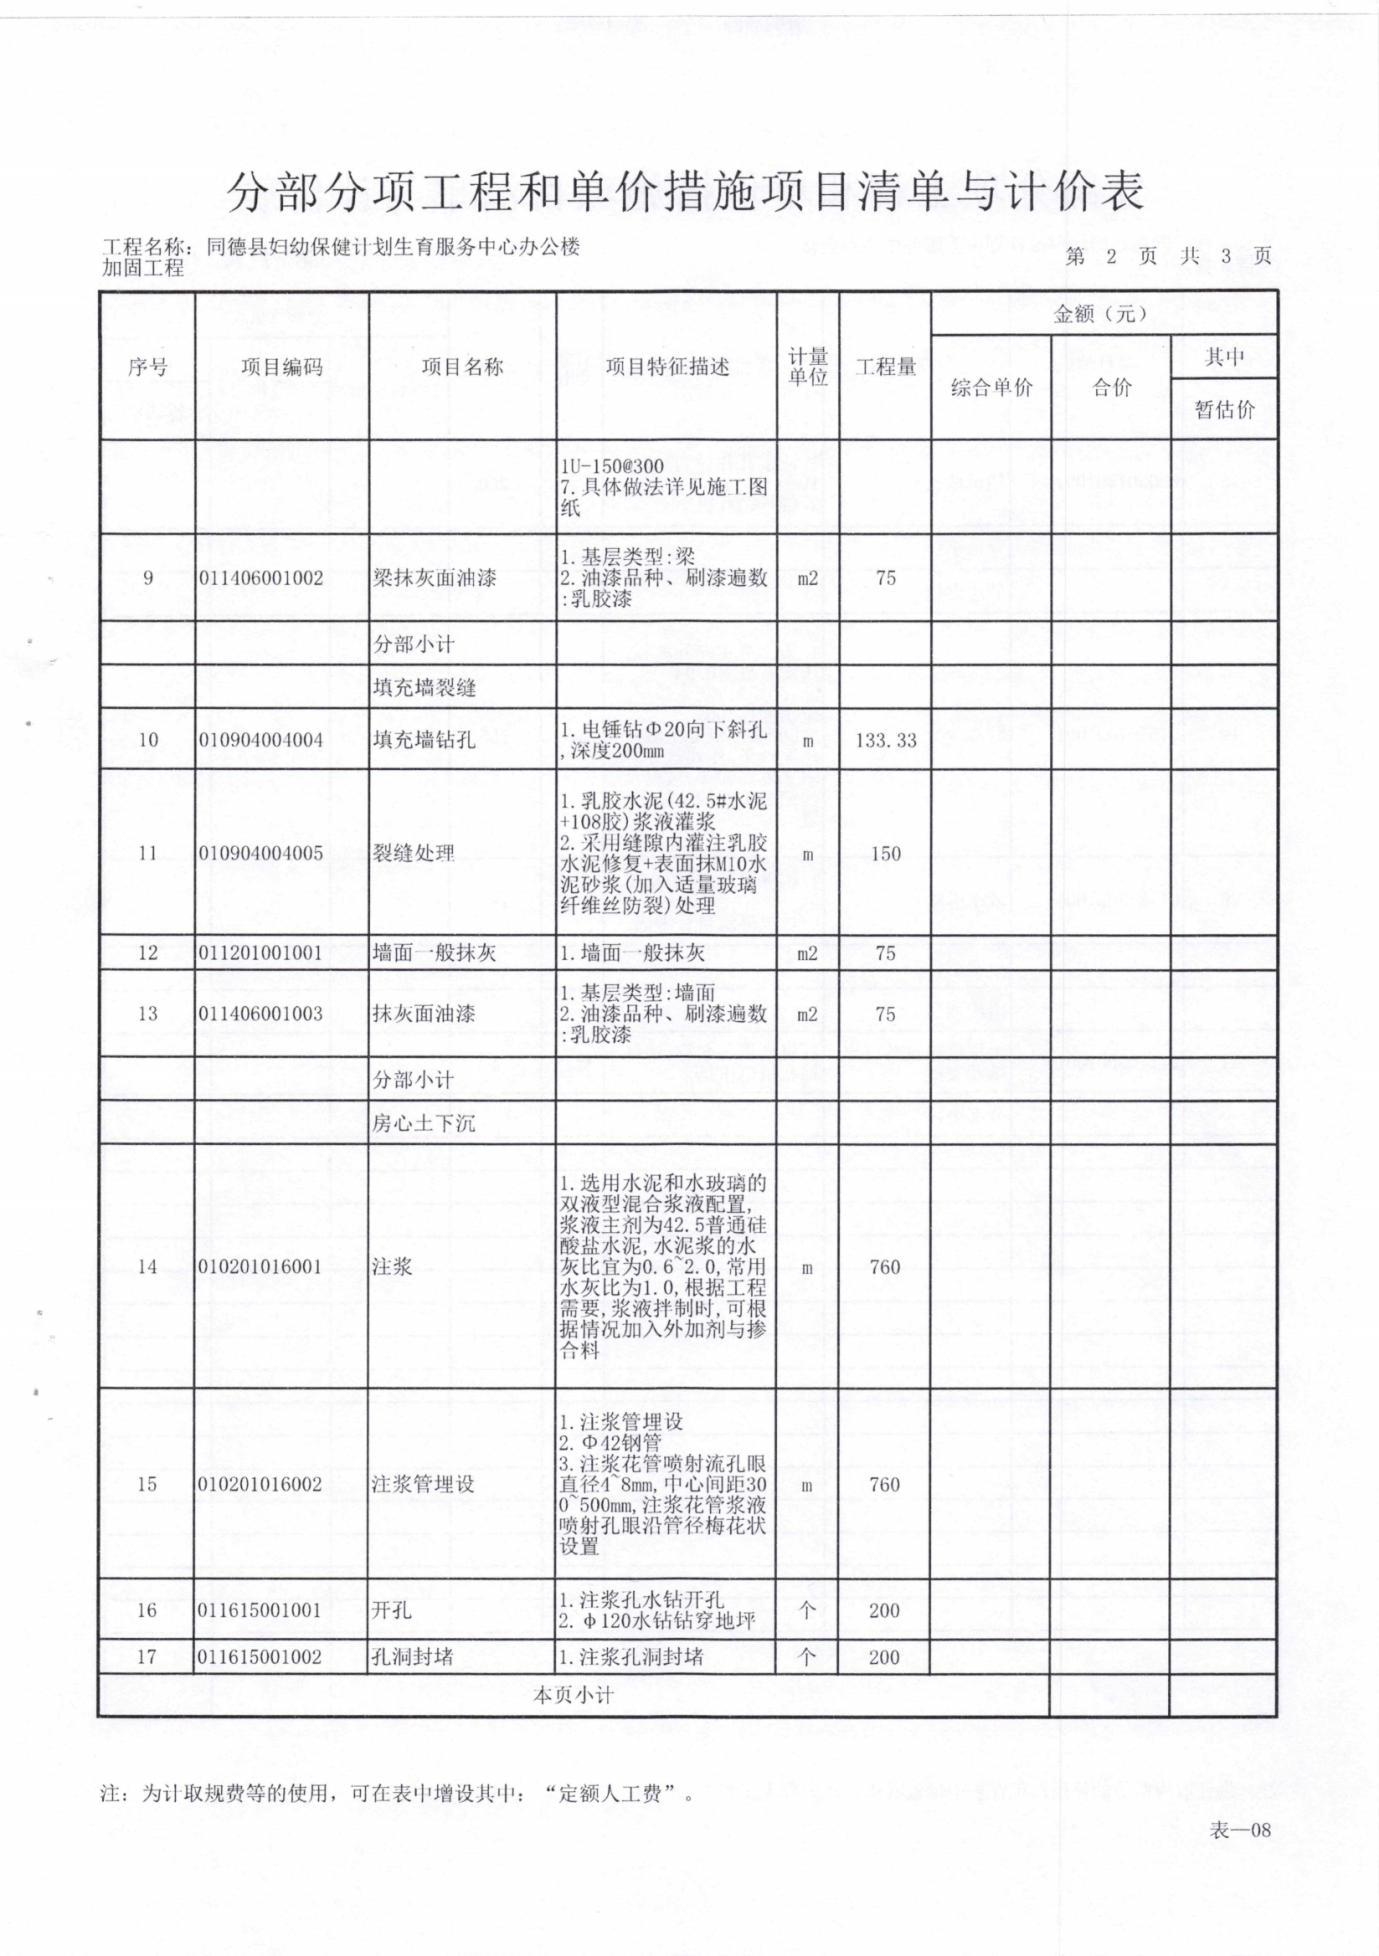 分部分项工程和单价措施项目清单与计价表
工程名称：同德县妇幼保健计划生育服务中心办公楼
加固工程
第 2 页 共 3 页
序号
项目编码
项目名称
项目特征描述
计量
单位
工程量
金额（元）
综合单价
合价
其中
暂估价
1U-150@300
7.具体做法详见施工图
纸
9
011406001002
梁抹灰面油漆
1.基层类型:梁
2.油漆品种、刷漆遍数
:乳胶漆
m2
75
分部小计
填充墙裂缝
10
010904004004
填充墙钻孔
1.电锤钻Φ20向下斜孔
,深度200mm
m
133.33
11
010904004005
裂缝处理
1.乳胶水泥(42.5#水泥
+108胶)浆液灌浆
2.采用缝隙内灌注乳胶
水泥修复+表面抹M10水
泥砂浆(加入适量玻璃
纤维丝防裂)处理
m
150
12
011201001001
墙面一般抹灰
1.墙面一般抹灰
m2
75
13
011406001003
抹灰面油漆
1.基层类型:墙面
2.油漆品种、刷漆遍数
:乳胶漆
m2
75
分部小计
房心土下沉
14
010201016001
注浆
1.选用水泥和水玻璃的
双液型混合浆液配置,
浆液主剂为42.5普通硅
酸盐水泥,水泥浆的水
灰比宜为0.6~2.0,常用
水灰比为1.0,根据工程
需要,浆液拌制时,可根
据情况加入外加剂与掺
合料
m
760
15
010201016002
注浆管埋设
1.注浆管埋设
2.Φ42钢管
3.注浆花管喷射流孔眼
直径4~8mm,中心间距30
0~500mm,注浆花管浆液
喷射孔眼沿管径梅花状
设置
m
760
16
011615001001
开孔
1.注浆孔水钻开孔
2.φ120水钻钻穿地坪
个
200
17
011615001002
孔洞封堵
1.注浆孔洞封堵
个
200
本页小计
注：为计取规费等的使用，可在表中增设其中：“定额人工费”。
表—08